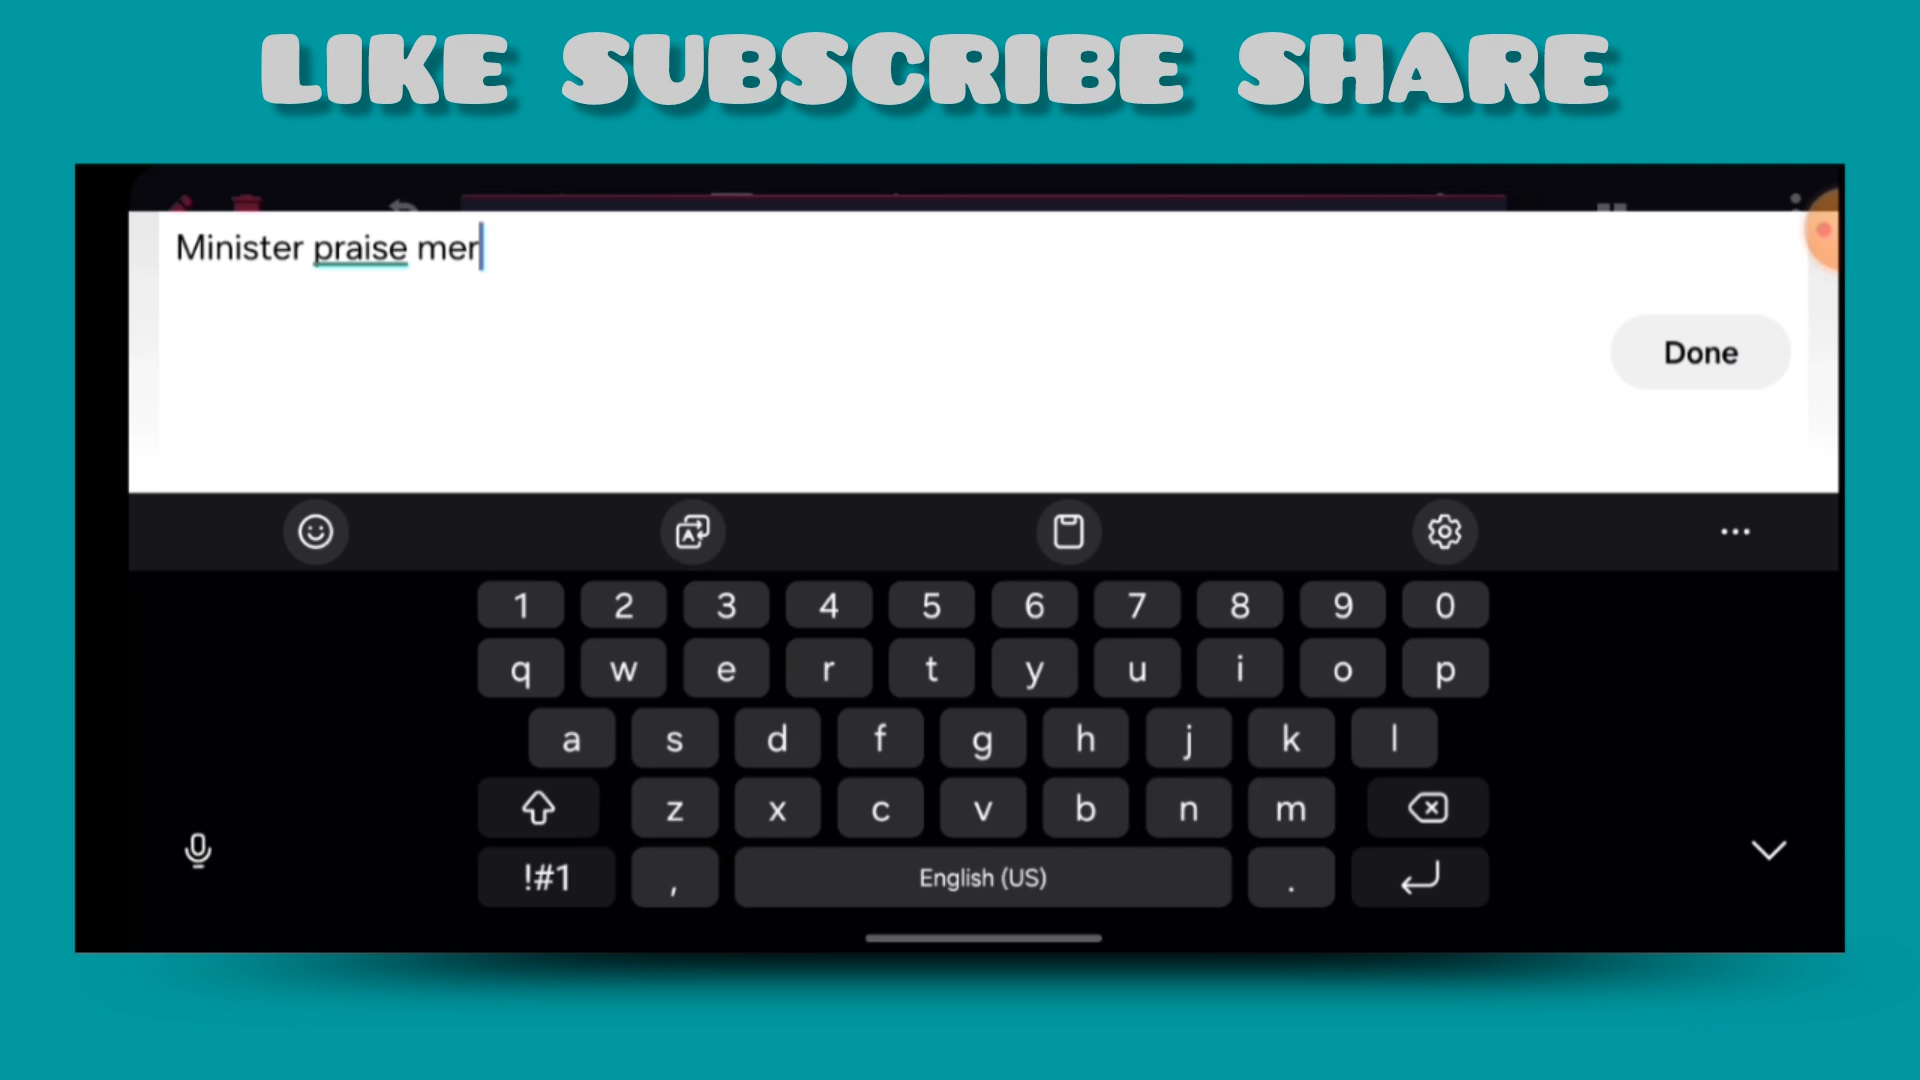 LIKE SUBSCRIBE SHARE
Minister praise mer
Done
1 2 3 4 5 6 7 8 9 0
q w e r t y u i o p
a s d f g h j k l
z x c v b n m
!#1 , English (US) .